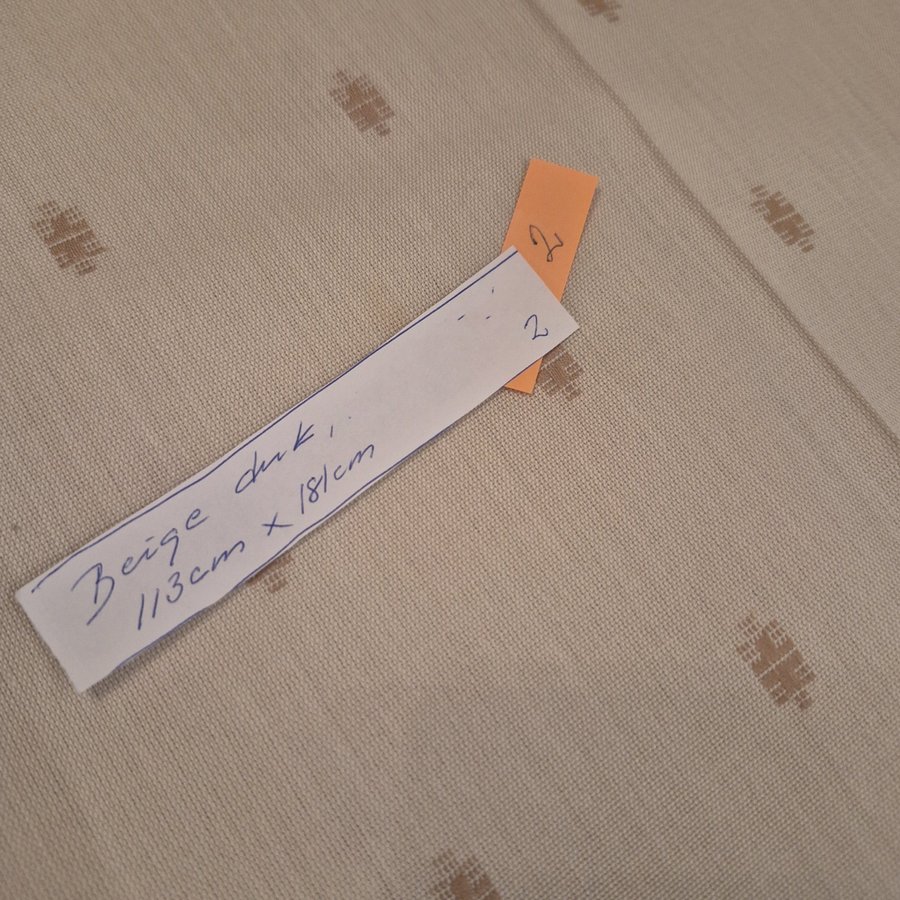 2
2
Beige duk,
113cm x 181cm